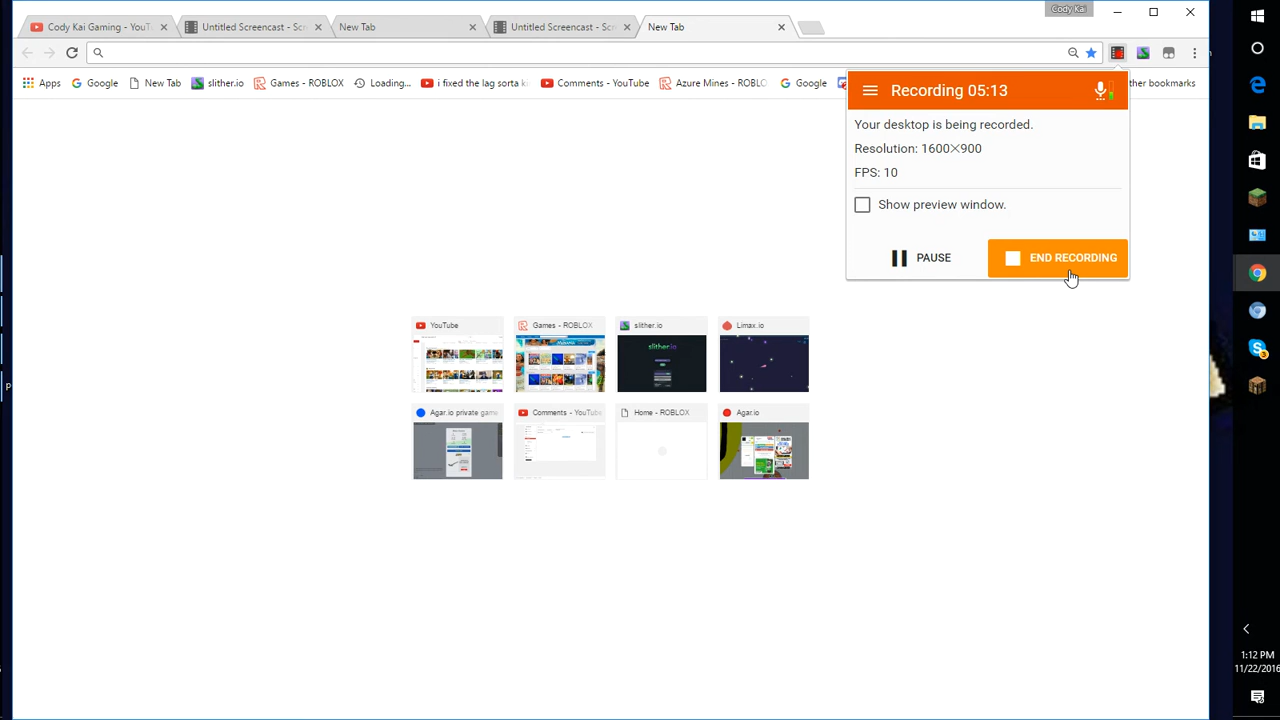 Cody Kai
Cody Kai Gaming - YouT
Untitled Screencast - Scr
New Tab
Untitled Screencast - Scr
New Tab
Apps
Google
New Tab
slither.io
Games - ROBLOX
Loading...
i fixed the lag sorta k
Comments - YouTube
Azure Mines - ROBLO
Google
ther bookmarks
Recording 05:13
Your desktop is being recorded.
Resolution: 1600×900
FPS: 10
Show preview window.
PAUSE
END RECORDING
YouTube
Games - ROBLOX
slither.io
Limax.io
slither.io
Agar.io private game
Comments - YouTube
Home - ROBLOX
Agar.io
1:12 PM
11/22/2016